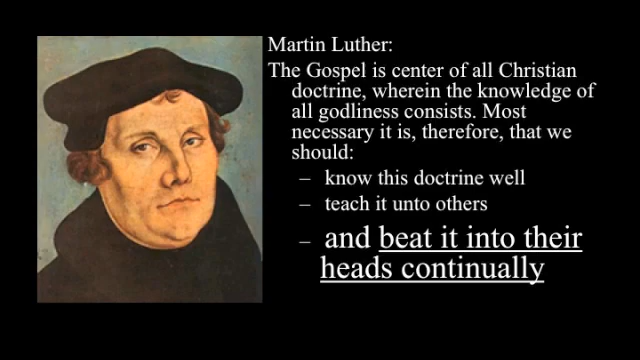 Martin Luther:
The Gospel is center of all Christian
doctrine, wherein the knowledge of
all godliness consists. Most
necessary it is, therefore, that we
should:
– know this doctrine well
– teach it unto others
– and beat it into their
heads continually